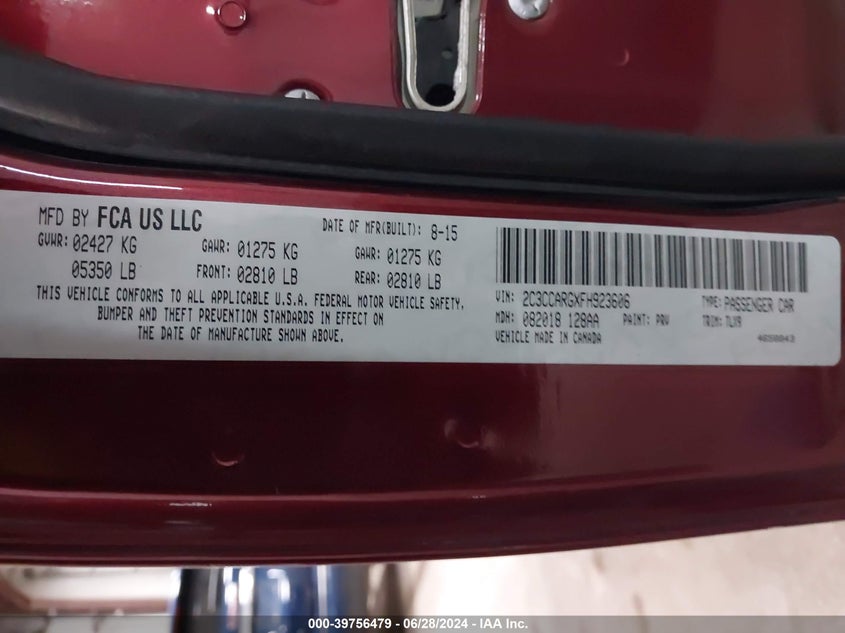 MFD BY FCA US LLC DATE OF MFR(BUILT): 8-15
GVWR: 02427 KG GAWR: 01275 KG GAWR: 01275 KG
05350 LB FRONT: 02810 LB REAR: 02810 LB
THIS VEHICLE CONFORMS TO ALL APPLICABLE U.S.A. FEDERAL MOTOR VEHICLE SAFETY,
BUMPER AND THEFT PREVENTION STANDARDS IN EFFECT ON
THE DATE OF MANUFACTURE SHOWN ABOVE.
VIN: 2C3CCARGXFH923606 TYPE: PASSENGER CAR
MDH: 082018 128AA PAINT: PRV TRIM: TLX9
VEHICLE MADE IN CANADA 4650043
000-39756479 - 06/28/2024 - IAA Inc.